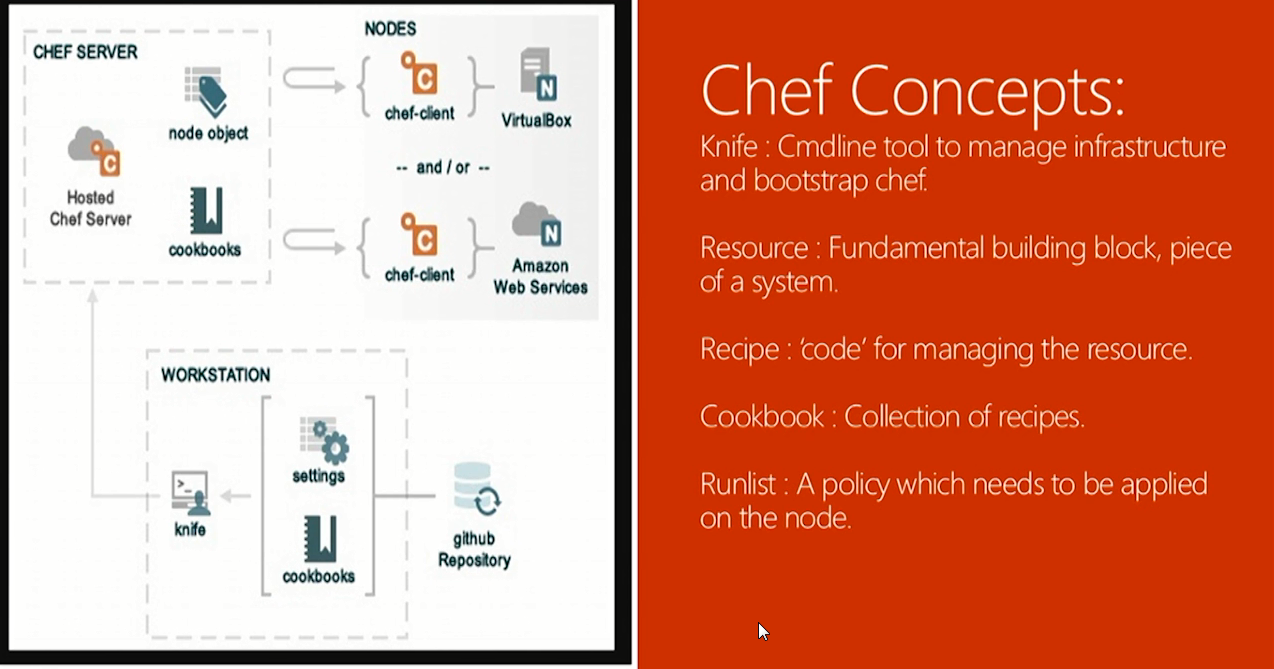 CHEF SERVER
node object
Hosted
Chef Server
cookbooks
NODES
C
chef-client
N
VirtualBox
-- and / or --
C
chef-client
N
Amazon
Web Services
C
WORKSTATION
settings
knife
cookbooks
github
Repository
Chef Concepts:
Knife : Cmdline tool to manage infrastructure
and bootstrap chef.
Resource : Fundamental building block, piece
of a system.
Recipe : ‘code’ for managing the resource.
Cookbook : Collection of recipes.
Runlist : A policy which needs to be applied
on the node.